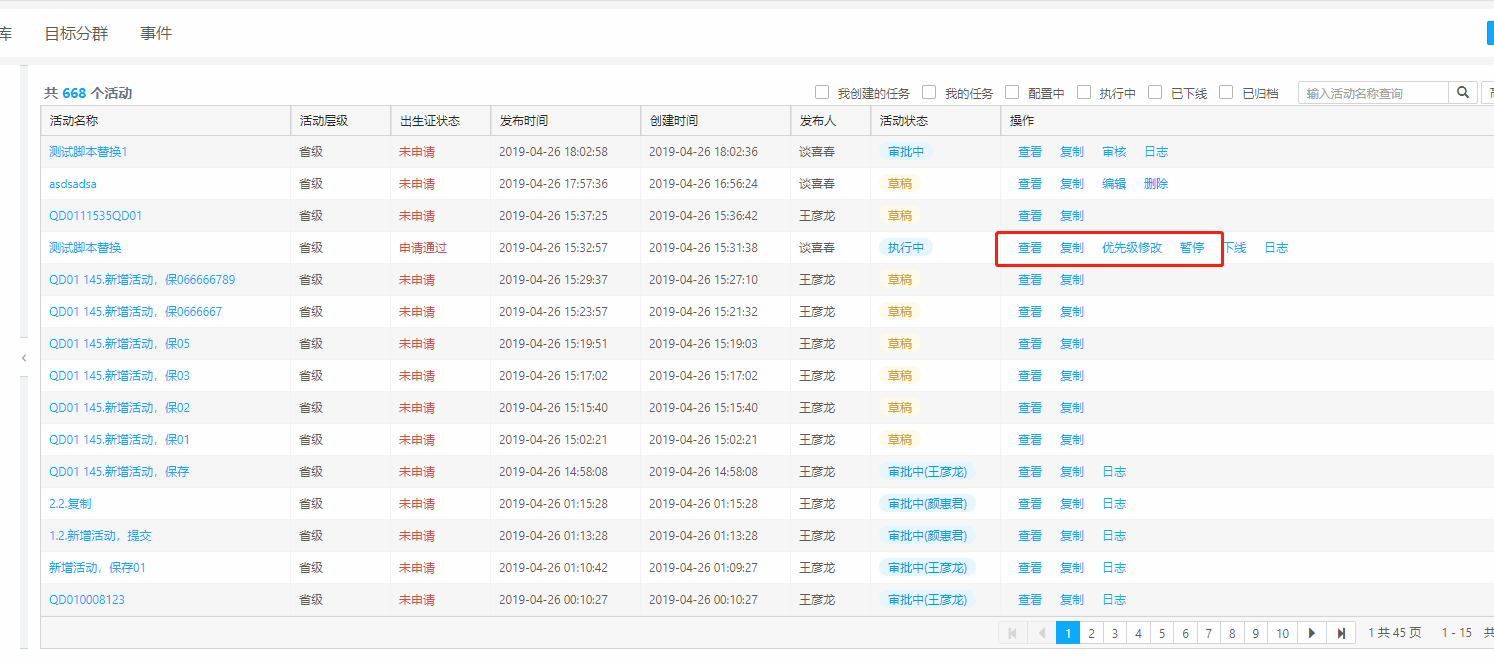 库 目标分群 事件
共 668 个活动 我创建的任务 我的任务 配置中 执行中 已下线 已归档 输入活动名称查询
活动名称 活动层级 出生证状态 发布时间 创建时间 发布人 活动状态 操作
测试脚本替换1 省级 未申请 2019-04-26 18:02:58 2019-04-26 18:02:36 谈喜春 审批中 查看 复制 审核 日志
asdsadsa 省级 未申请 2019-04-26 17:57:36 2019-04-26 16:56:24 谈喜春 草稿 查看 复制 编辑 删除
QD0111535QD01 省级 未申请 2019-04-26 15:37:25 2019-04-26 15:36:42 王彦龙 草稿 查看 复制
测试脚本替换 省级 申请通过 2019-04-26 15:32:57 2019-04-26 15:31:38 谈喜春 执行中 查看 复制 优先级修改 暂停 下线 日志
QD01 145.新增活动，保066666789 省级 未申请 2019-04-26 15:29:37 2019-04-26 15:27:10 王彦龙 草稿 查看 复制
QD01 145.新增活动，保0666667 省级 未申请 2019-04-26 15:23:57 2019-04-26 15:21:32 王彦龙 草稿 查看 复制
QD01 145.新增活动，保05 省级 未申请 2019-04-26 15:19:51 2019-04-26 15:19:03 王彦龙 草稿 查看 复制
QD01 145.新增活动，保03 省级 未申请 2019-04-26 15:17:02 2019-04-26 15:17:02 王彦龙 草稿 查看 复制
QD01 145.新增活动，保02 省级 未申请 2019-04-26 15:15:40 2019-04-26 15:15:40 王彦龙 草稿 查看 复制
QD01 145.新增活动，保01 省级 未申请 2019-04-26 15:02:21 2019-04-26 15:02:21 王彦龙 草稿 查看 复制
QD01 145.新增活动，保存 省级 未申请 2019-04-26 14:58:08 2019-04-26 14:58:08 王彦龙 审批中(王彦龙) 查看 复制 日志
2.2.复制 省级 未申请 2019-04-26 01:15:28 2019-04-26 01:15:28 王彦龙 审批中(颜惠君) 查看 复制 日志
1.2.新增活动，提交 省级 未申请 2019-04-26 01:13:28 2019-04-26 01:13:28 王彦龙 审批中(颜惠君) 查看 复制 日志
新增活动，保存01 省级 未申请 2019-04-26 01:10:42 2019-04-26 01:09:27 王彦龙 审批中(王彦龙) 查看 复制 日志
QD010008123 省级 未申请 2019-04-26 00:10:27 2019-04-26 00:10:27 王彦龙 审批中(王彦龙) 查看 复制 日志
1 2 3 4 5 6 7 8 9 10 1 共 45 页 1 - 15 共